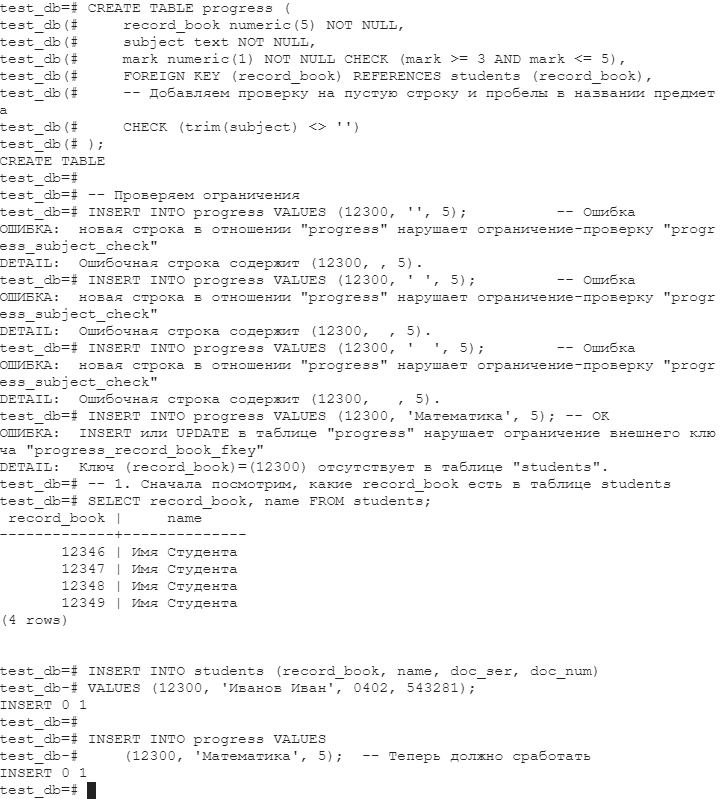 test_db=# CREATE TABLE progress (
test_db(#     record_book numeric(5) NOT NULL,
test_db(#     subject text NOT NULL,
test_db(#     mark numeric(1) NOT NULL CHECK (mark >= 3 AND mark <= 5),
test_db(#     FOREIGN KEY (record_book) REFERENCES students (record_book),
test_db(#     -- Добавляем проверку на пустую строку и пробелы в названии предмет
а
test_db(#     CHECK (trim(subject) <> '')
test_db(# );
CREATE TABLE
test_db=#
test_db=# -- Проверяем ограничения
test_db=# INSERT INTO progress VALUES (12300, '', 5);          -- Ошибка
ОШИБКА:  новая строка в отношении "progress" нарушает ограничение-проверку "progr
ess_subject_check"
DETAIL:  Ошибочная строка содержит (12300, , 5).
test_db=# INSERT INTO progress VALUES (12300, ' ', 5);         -- Ошибка
ОШИБКА:  новая строка в отношении "progress" нарушает ограничение-проверку "progr
ess_subject_check"
DETAIL:  Ошибочная строка содержит (12300,  , 5).
test_db=# INSERT INTO progress VALUES (12300, '  ', 5);        -- Ошибка
ОШИБКА:  новая строка в отношении "progress" нарушает ограничение-проверку "progr
ess_subject_check"
DETAIL:  Ошибочная строка содержит (12300,   , 5).
test_db=# INSERT INTO progress VALUES (12300, 'Математика', 5); -- OK
ОШИБКА:  INSERT или UPDATE в таблице "progress" нарушает ограничение внешнего клю
ча "progress_record_book_fkey"
DETAIL:  Ключ (record_book)=(12300) отсутствует в таблице "students".
test_db=# -- 1. Сначала посмотрим, какие record_book есть в таблице students
test_db=# SELECT record_book, name FROM students;
 record_book |     name
-------------+--------------
       12346 | Имя Студента
       12347 | Имя Студента
       12348 | Имя Студента
       12349 | Имя Студента
(4 rows)

test_db=# INSERT INTO students (record_book, name, doc_ser, doc_num)
test_db-# VALUES (12300, 'Иванов Иван', 0402, 543281);
INSERT 0 1
test_db=#
test_db=# INSERT INTO progress VALUES
test_db-#     (12300, 'Математика', 5);  -- Теперь должно сработать
INSERT 0 1
test_db=#